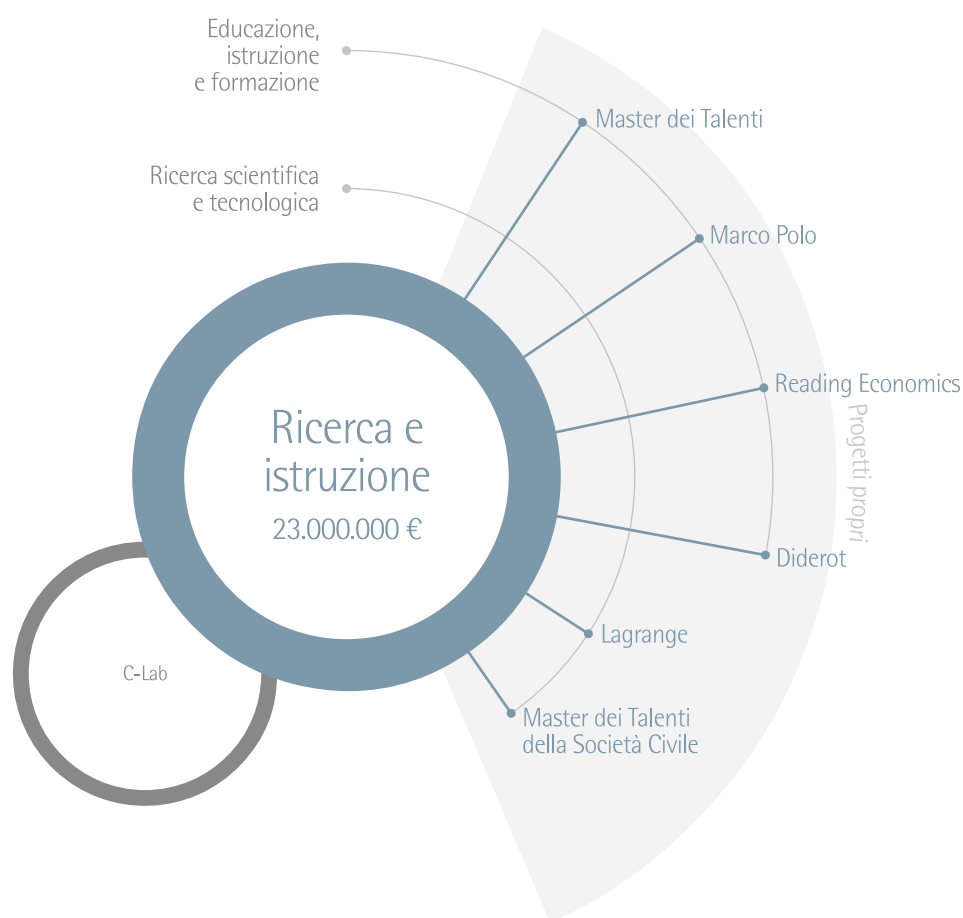 Educazione,
istruzione
e formazione
Master dei Talenti
Ricerca scientifica
e tecnologica
Marco Polo
Reading Economics
Progetti propri
Ricerca e
istruzione
23.000.000 €
Diderot
Lagrange
C-Lab
Master dei Talenti
della Società Civile